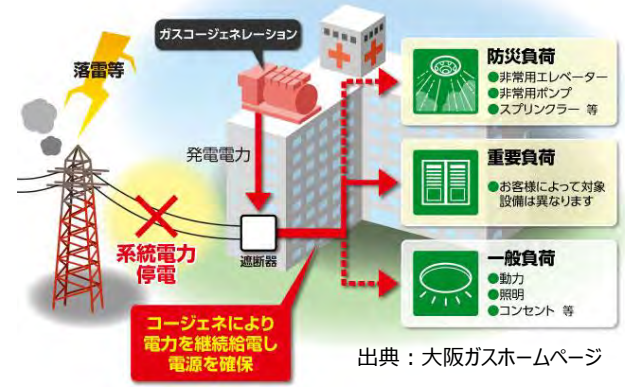 ガスコージェネレーション
落雷等
発電電力
系統電力
停電
遮断器
コージェネにより
電力を継続給電し
電源を確保
防災負荷
●非常用エレベーター
●非常用ポンプ
●スプリンクラー 等
重要負荷
●お客様によって対象
設備は異なります
一般負荷
●動力
●照明
●コンセント 等
出典：大阪ガスホームページ